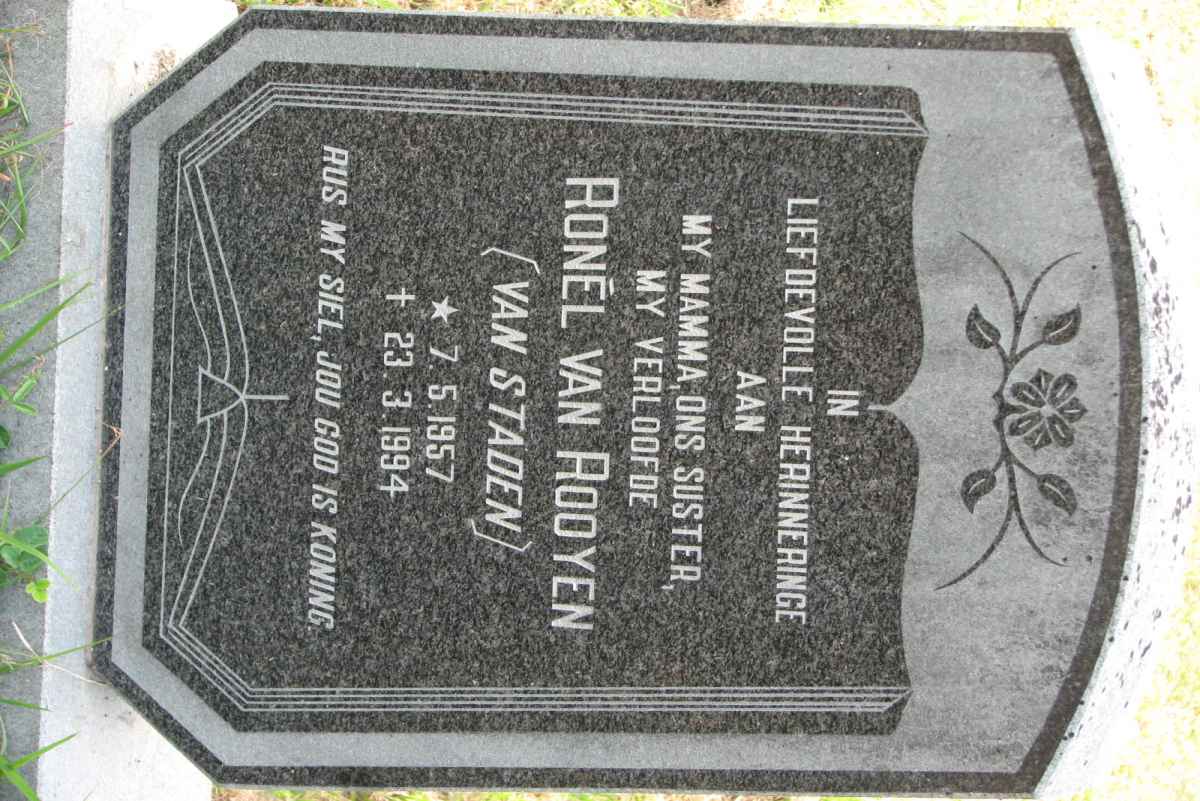 IN
LIEFDEVOLLE HERINNERINGE
AAN
MY MAMMA, ONS SUSTER,
MY VERLOOFDE
RONÉL VAN ROOYEN
(VAN STADEN)
★ 7.5.1957
✝ 23.3.1994
RUS MY SIEL, JOU GOD IS KONING.